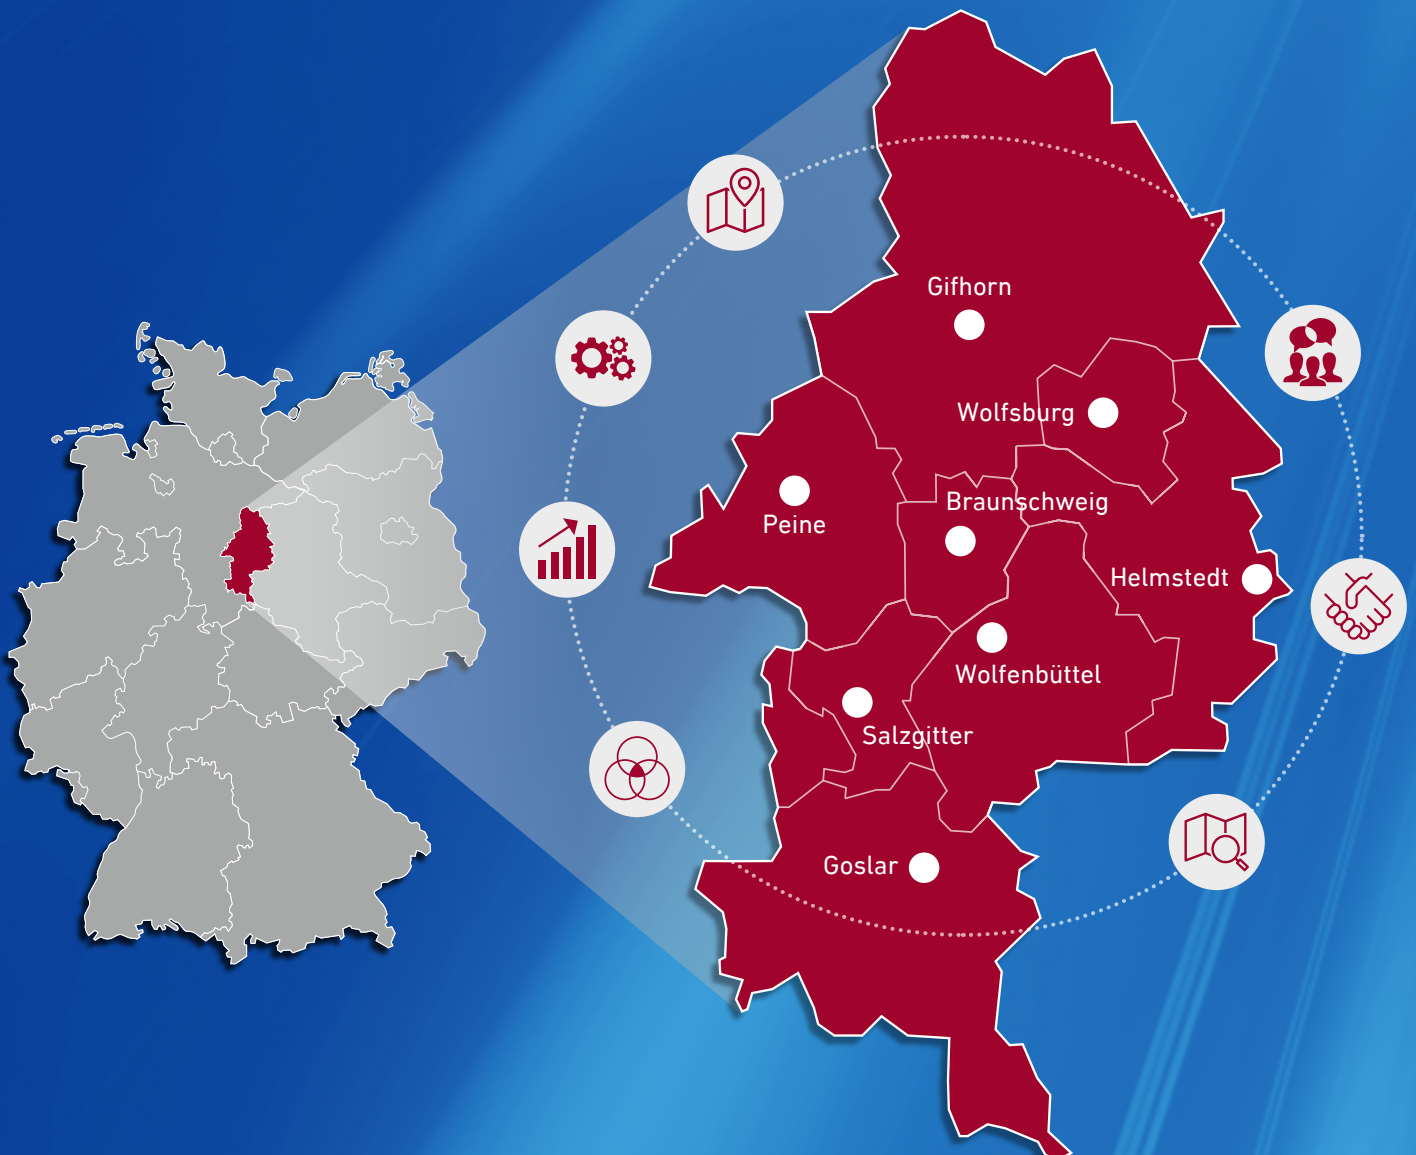 Gifhorn
Wolfsburg
Peine
Braunschweig
Helmstedt
Wolfenbüttel
Salzgitter
Goslar